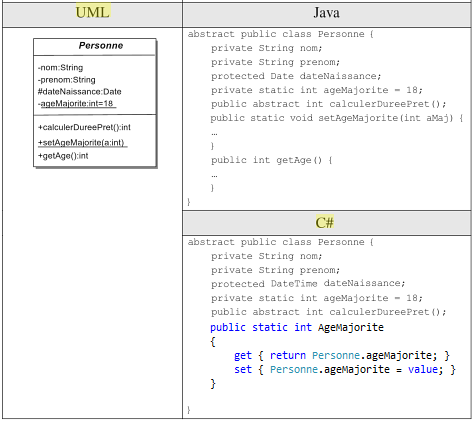 UML
Java
Personne
-nom:String
-prenom:String
#dateNaissance:Date
-ageMajorite:int=18
+calculerDureePret():int
+setAgeMajorite(a:int)
+getAge():int
abstract public class Personne {
private String nom;
private String prenom;
protected Date dateNaissance;
private static int ageMajorite = 18;
public abstract int calculerDureePret();
public static void setAgeMajorite(int aMaj) {
…
}
public int getAge() {
…
}
}
C#
abstract public class Personne {
private String nom;
private String prenom;
protected DateTime dateNaissance;
private static int ageMajorite = 18;
public abstract int calculerDureePret();
public static int AgeMajorite
{
get { return Personne.ageMajorite; }
set { Personne.ageMajorite = value; }
}
}